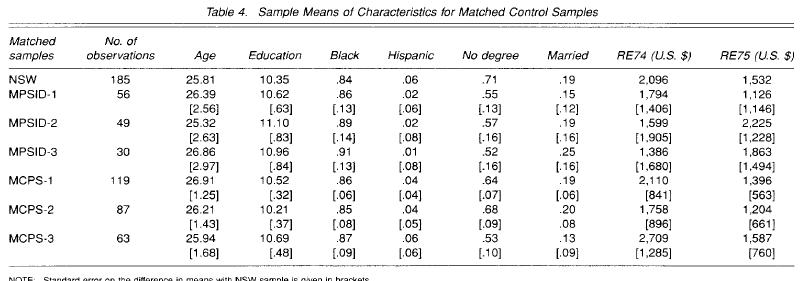 Table 4. Sample Means of Characteristics for Matched Control Samples
Matched samples No. of observations Age Education Black Hispanic No degree Married RE74 (U.S. $) RE75 (U.S. $)
NSW 185 25.81 10.35 .84 .06 .71 .19 2,096 1,532
MPSID-1 56 26.39 10.62 .86 .02 .55 .15 1,794 1,126
[2.56] [.63] [.13] [.06] [.13] [.12] [1,406] [1,146]
MPSID-2 49 25.32 11.10 .89 .02 .57 .19 1,599 2,225
[2.63] [.83] [.14] [.08] [.16] [.16] [1,905] [1,228]
MPSID-3 30 26.86 10.96 .91 .01 .52 .25 1,386 1,863
[2.97] [.84] [.13] [.08] [.16] [.16] [1,680] [1,494]
MCPS-1 119 26.91 10.52 .86 .04 .64 .19 2,110 1,396
[1.25] [.32] [.06] [.04] [.07] [.06] [841] [563]
MCPS-2 87 26.21 10.21 .85 .04 .68 .20 1,758 1,204
[1.43] [.37] [.08] [.05] [.09] .08 [896] [661]
MCPS-3 63 25.94 10.69 .87 .06 .53 .13 2,709 1,587
[1.68] [.48] [.09] [.06] [.10] [.09] [1,285] [760]
NOTE: Standard error on the difference in means with NSW sample is given in brackets